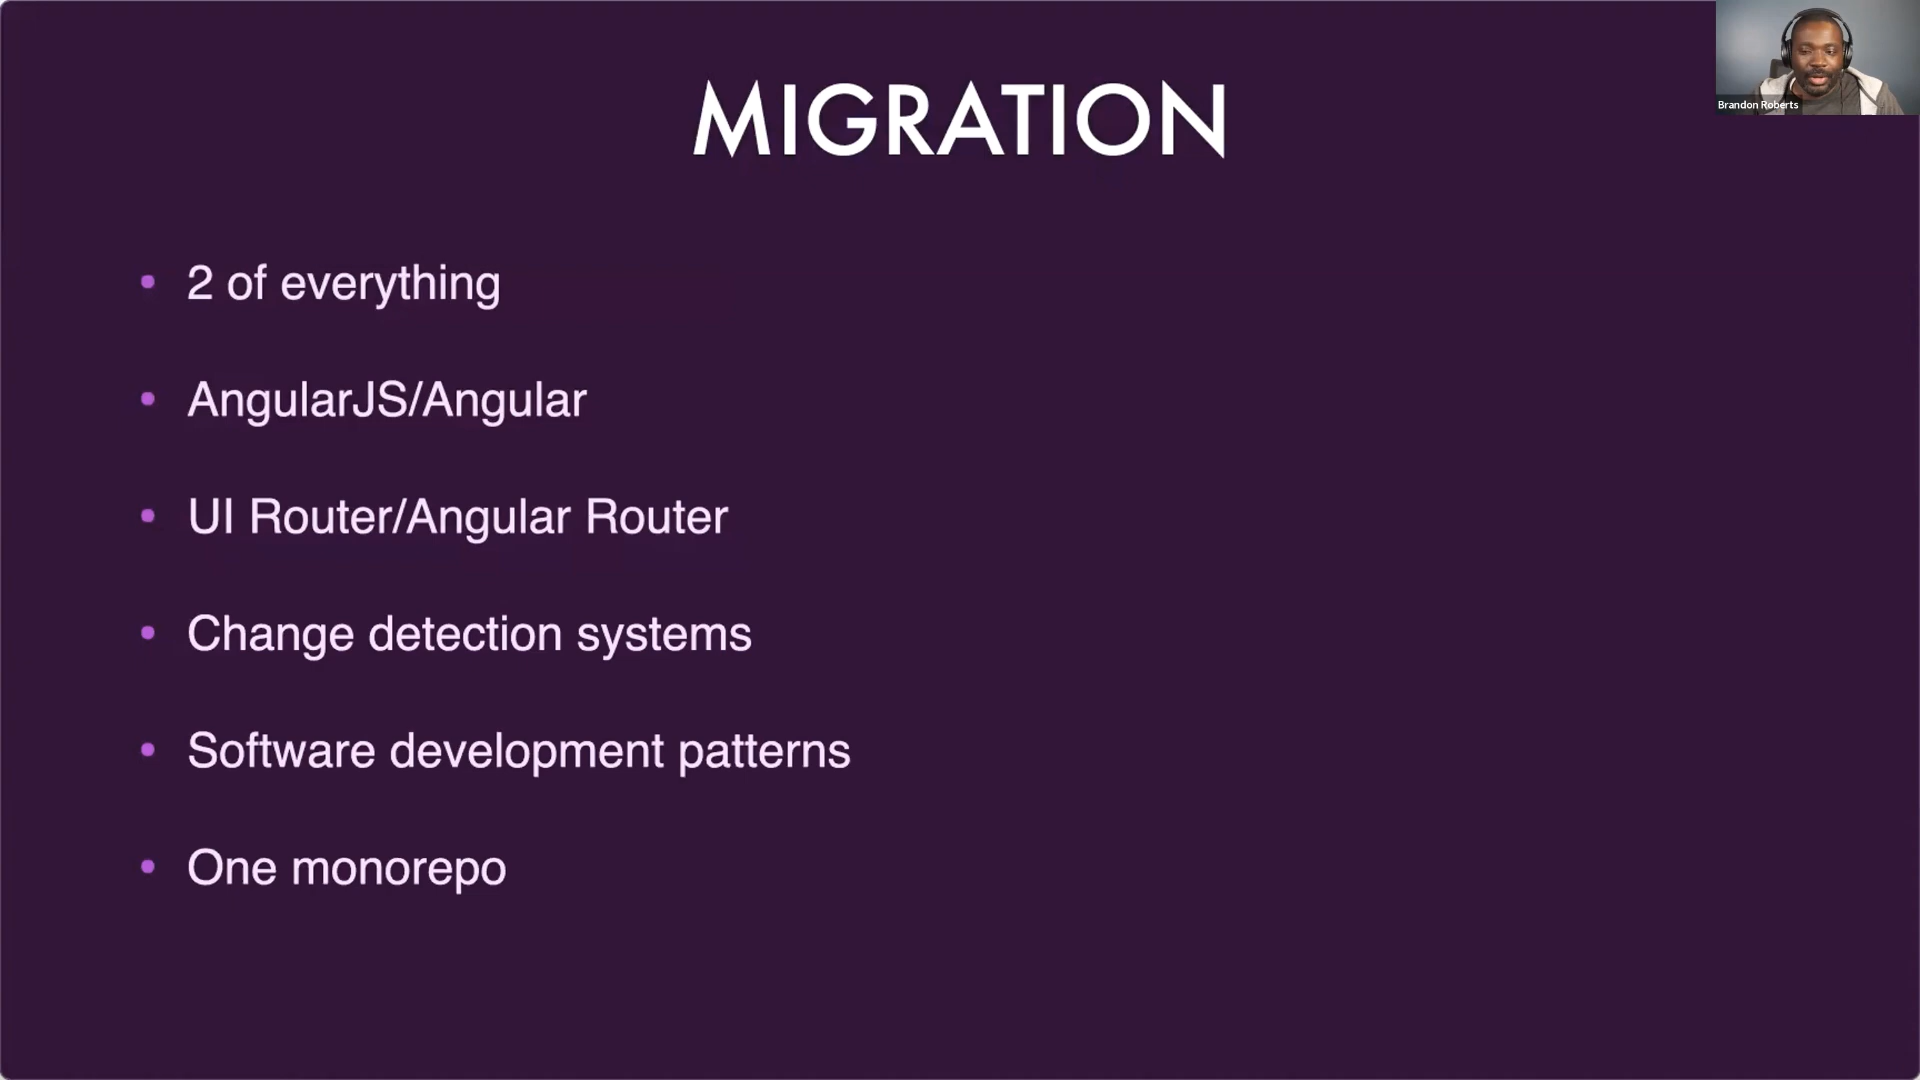 MIGRATION
Brandon Roberts
2 of everything
AngularJS/Angular
UI Router/Angular Router
Change detection systems
Software development patterns
One monorepo